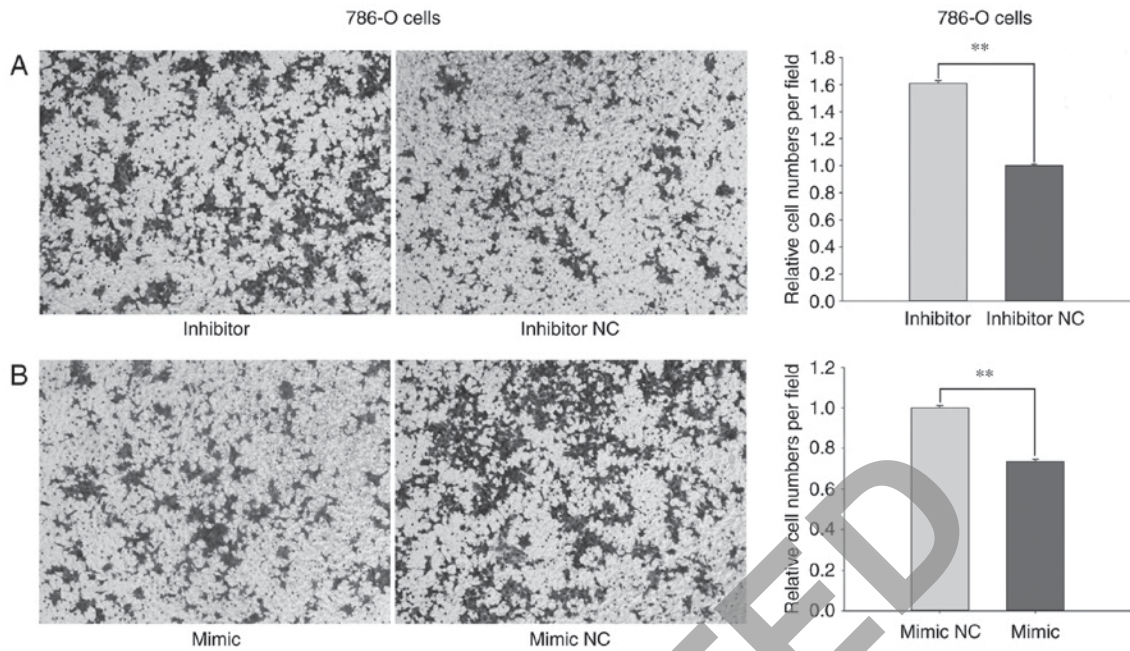 786-O cells
786-O cells
A
Inhibitor
Inhibitor NC
Relative cell numbers per field
1.8
1.6
1.4
1.2
1.0
0.8
0.6
0.4
0.2
0.0
**
Inhibitor
Inhibitor NC
B
Mimic
Mimic NC
Relative cell numbers per field
1.2
1.0
0.8
0.6
0.4
0.2
0.0
**
Mimic NC
Mimic
TED